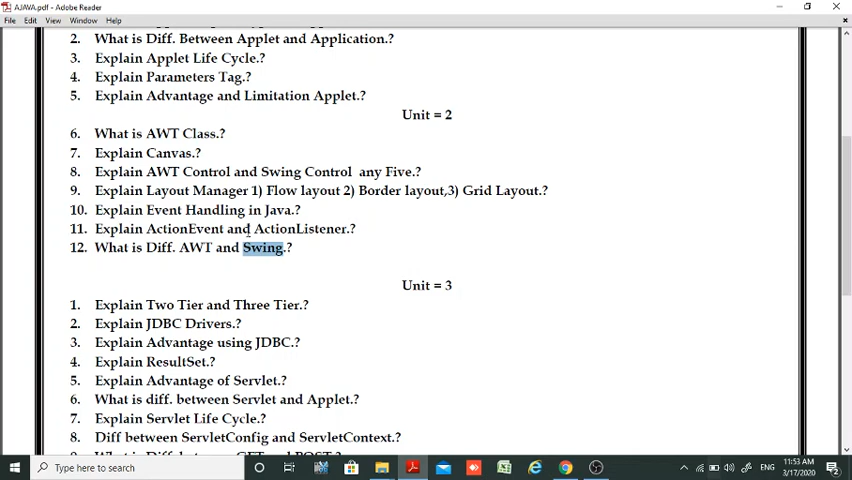 AJAVA.pdf - Adobe Reader
File Edit View Window Help
2. What is Diff. Between Applet and Application.?
3. Explain Applet Life Cycle.?
4. Explain Parameters Tag.?
5. Explain Advantage and Limitation Applet.?
Unit = 2
6. What is AWT Class.?
7. Explain Canvas.?
8. Explain AWT Control and Swing Control any Five.?
9. Explain Layout Manager 1) Flow layout 2) Border layout,3) Grid Layout.?
10. Explain Event Handling in Java.?
11. Explain ActionEvent and ActionListener.?
12. What is Diff. AWT and Swing.?
Unit = 3
1. Explain Two Tier and Three Tier.?
2. Explain JDBC Drivers.?
3. Explain Advantage using JDBC.?
4. Explain ResultSet.?
5. Explain Advantage of Servlet.?
6. What is diff. between Servlet and Applet.?
7. Explain Servlet Life Cycle.?
8. Diff between ServletConfig and ServletContext.?
Type here to search
ENG
11:53 AM
3/17/2020